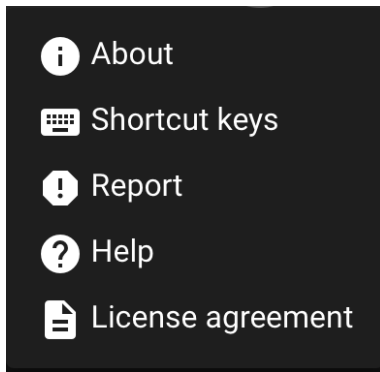 About
Shortcut keys
Report
Help
License agreement